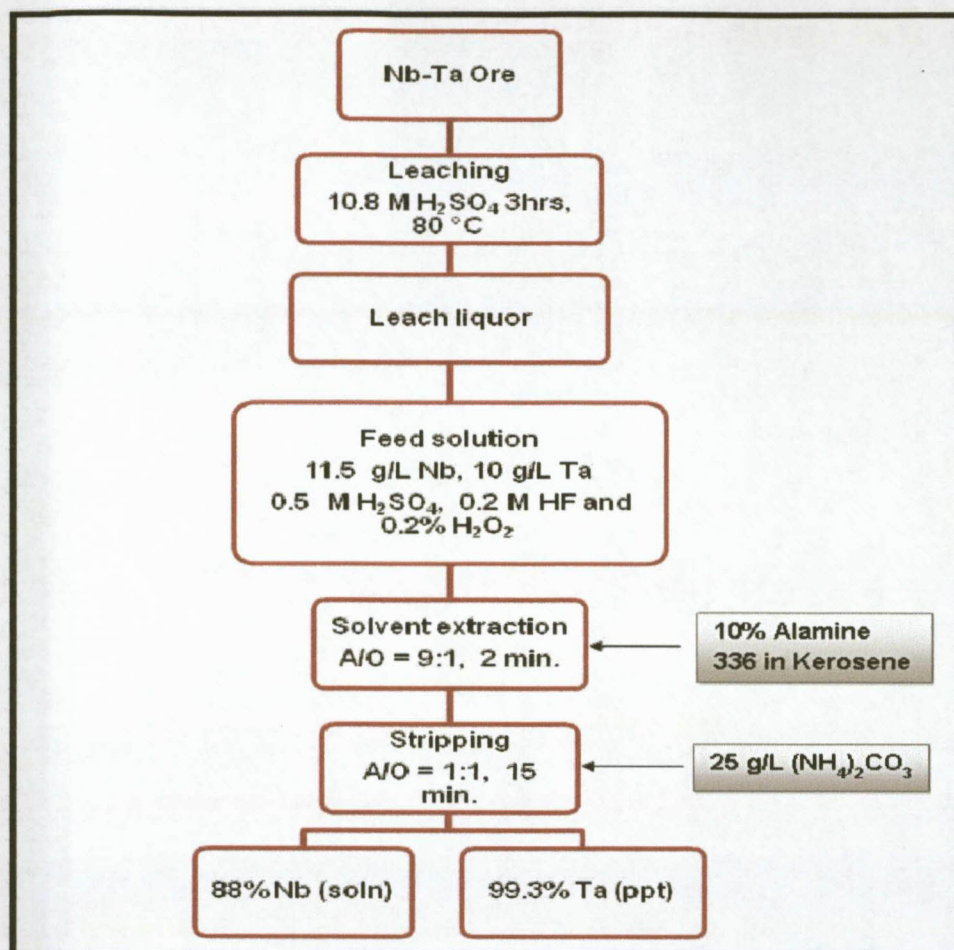 Nb-Ta Ore
Leaching
10.8 M H₂SO₄ 3hrs,
80 °C
Leach liquor
Feed solution
11.5 g/L Nb, 10 g/L Ta
0.5 M H₂SO₄, 0.2 M HF and
0.2% H₂O₂
Solvent extraction
A/O = 9:1, 2 min.
10% Alamine
336 in Kerosene
Stripping
A/O = 1:1, 15
min.
25 g/L (NH₄)₂CO₃
88% Nb (soln)
99.3% Ta (ppt)